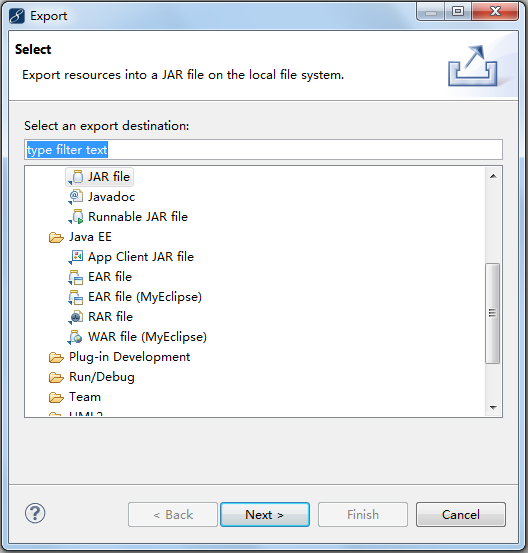 Export
Select
Export resources into a JAR file on the local file system.
Select an export destination:
type filter text
JAR file
Javadoc
Runnable JAR file
Java EE
App Client JAR file
EAR file
EAR file (MyEclipse)
RAR file
WAR file (MyEclipse)
Plug-in Development
Run/Debug
Team
UML2
< Back
Next >
Finish
Cancel